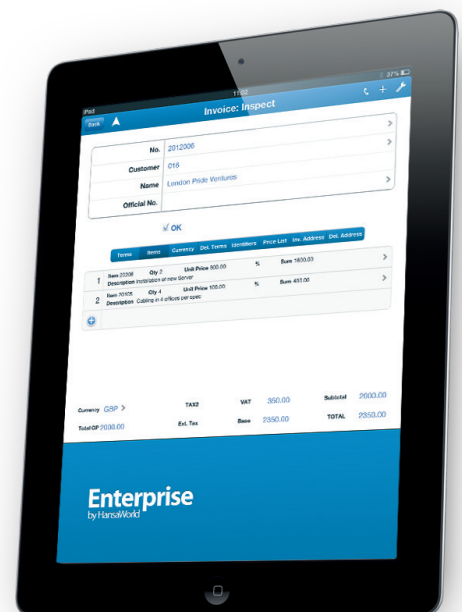 iPad 11:02 27%
Back Invoice: Inspect
No. 2012006
Customer 016
Name London Pride Ventures
Official No.
OK
Terms Items Currency Del. Terms Identifiers Price List Inv. Address Del. Address
1 Item 20206 Qty 2 Unit Price 800.00 % Sum 1600.00
Description Installation of new Server
2 Item 20105 Qty 4 Unit Price 100.00 % Sum 400.00
Description Cabling in 4 offices per spec
Currency GBP TAX2 VAT 350.00 Subtotal 2000.00
Total GP 2000.00 Ext. Tax Base 2350.00 TOTAL 2350.00
Enterprise
by HansaWorld